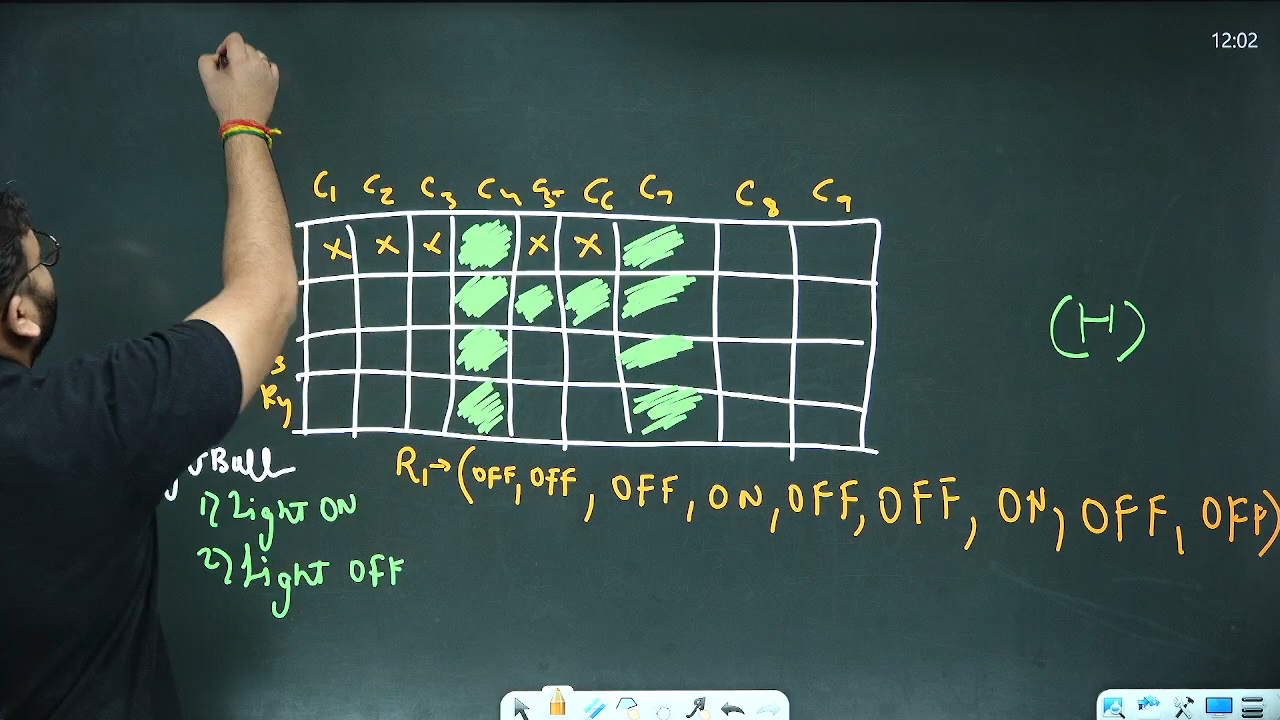 12:02
C1 C2 C3 C4 C5 C6 C7 C8 C9
x x x x x
(H)
R4
Ball
R1→(OFF, OFF, OFF, ON, OFF, OFF, ON, OFF, OFF)
1) Light ON
2) Light OFF